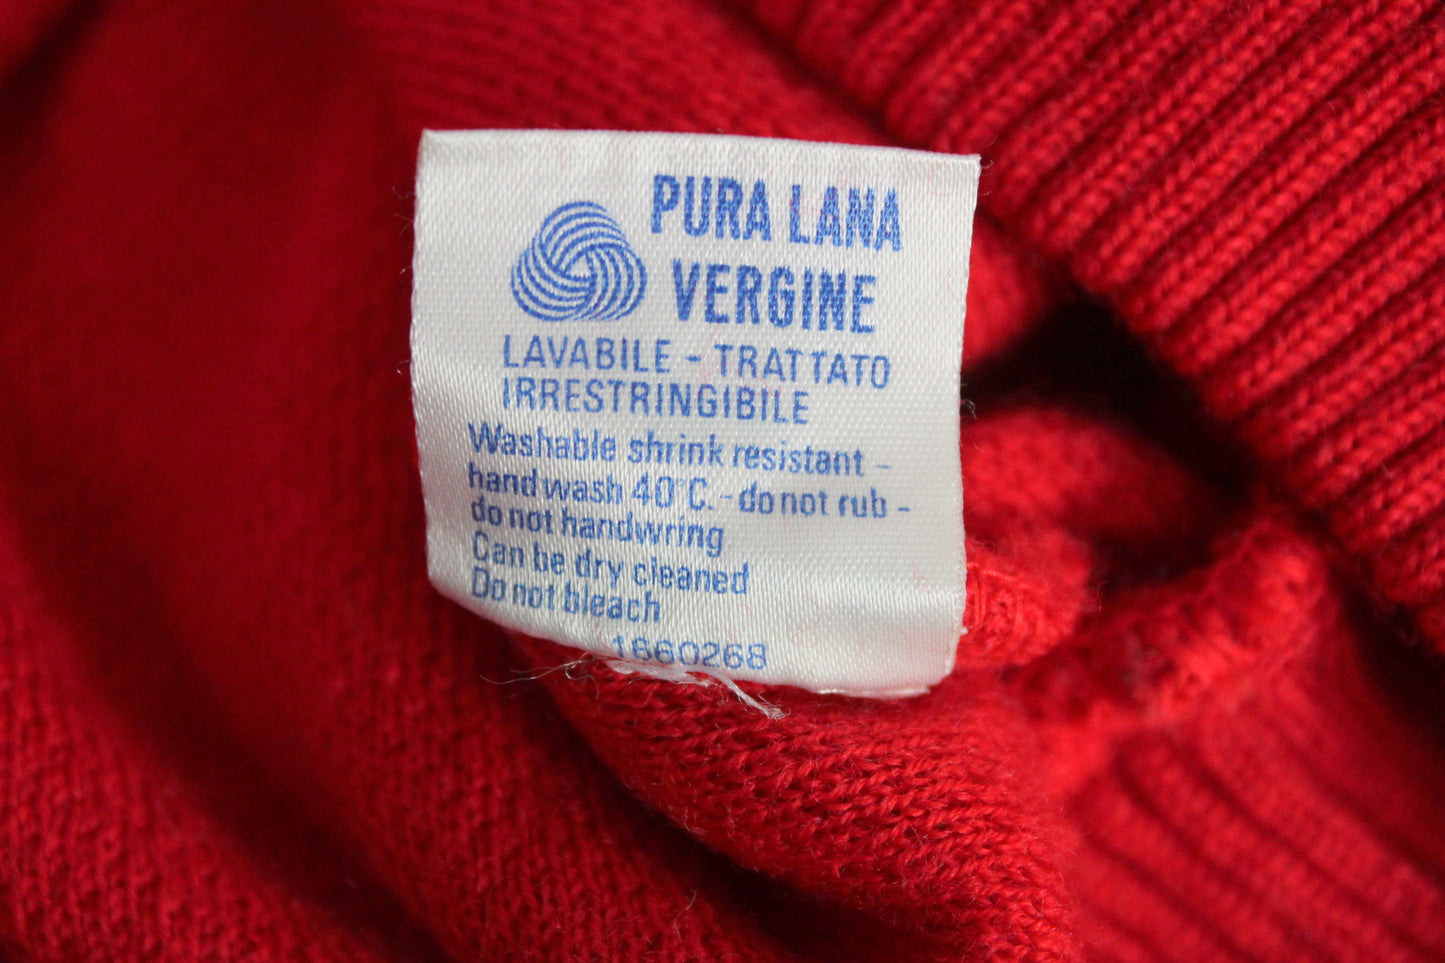 PURA LANA
VERGINE
LAVABILE - TRATTATO
IRRESTRINGIBILE
Washable shrink resistant -
hand wash 40°C. - do not rub -
do not handwring
Can be dry cleaned
Do not bleach
1660268